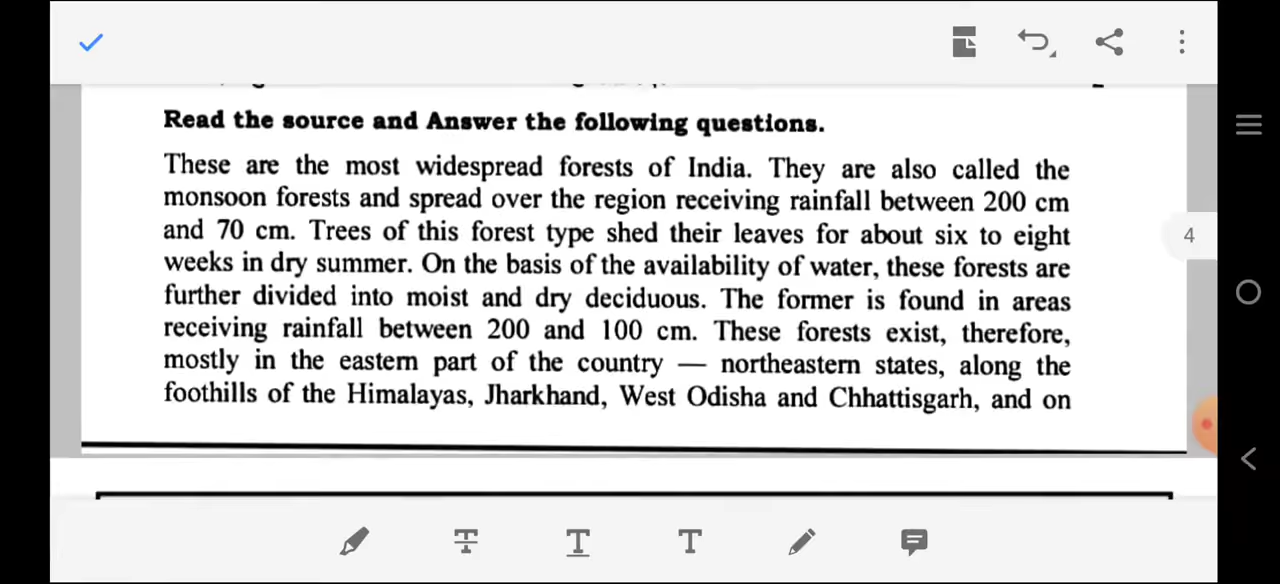 Read the source and Answer the following questions.
These are the most widespread forests of India. They are also called the
monsoon forests and spread over the region receiving rainfall between 200 cm
and 70 cm. Trees of this forest type shed their leaves for about six to eight
weeks in dry summer. On the basis of the availability of water, these forests are
further divided into moist and dry deciduous. The former is found in areas
receiving rainfall between 200 and 100 cm. These forests exist, therefore,
mostly in the eastern part of the country — northeastern states, along the
foothills of the Himalayas, Jharkhand, West Odisha and Chhattisgarh, and on
4